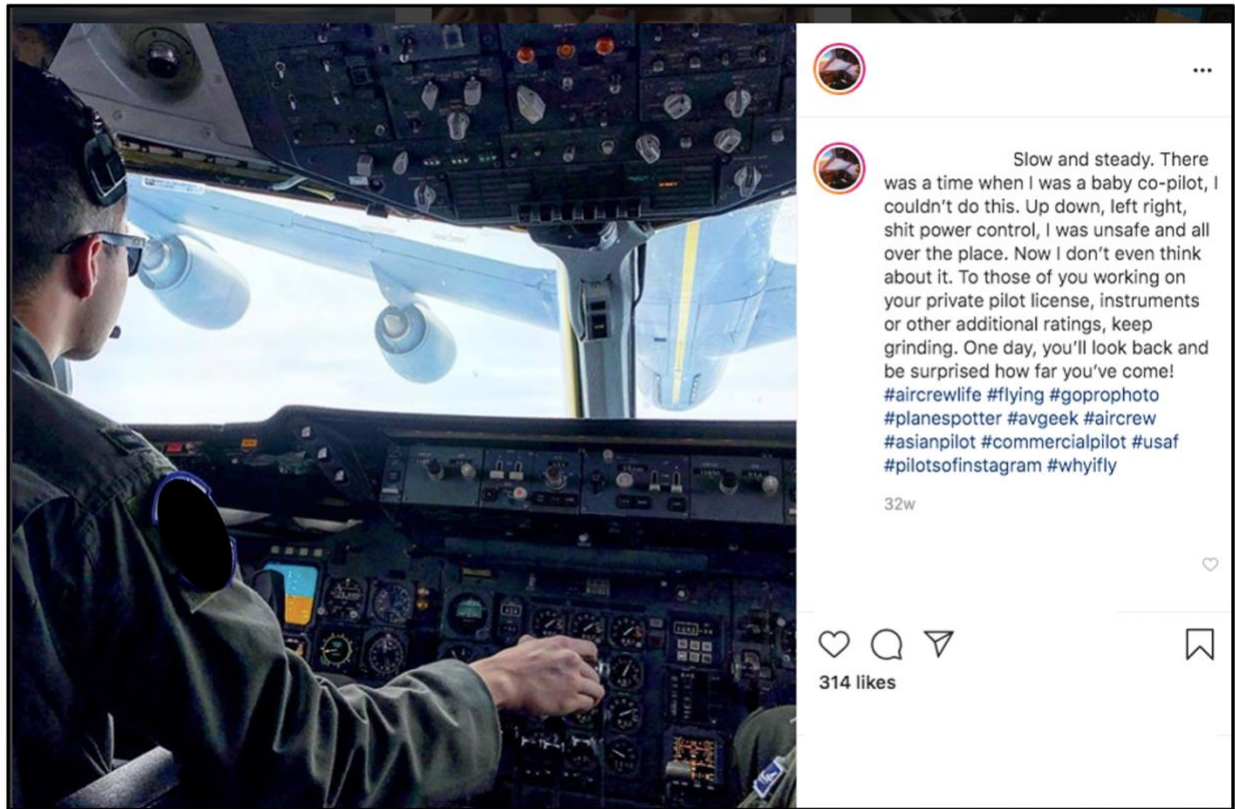 Slow and steady. There
was a time when I was a baby co-pilot, I
couldn't do this. Up down, left right,
shit power control, I was unsafe and all
over the place. Now I don't even think
about it. To those of you working on
your private pilot license, instruments
or other additional ratings, keep
grinding. One day, you'll look back and
be surprised how far you've come!
#aircrewlife #flying #goprophoto
#planespotter #avgeek #aircrew
#asianpilot #commercialpilot #usaf
#pilotsofinstagram #whyifly
32w
314 likes